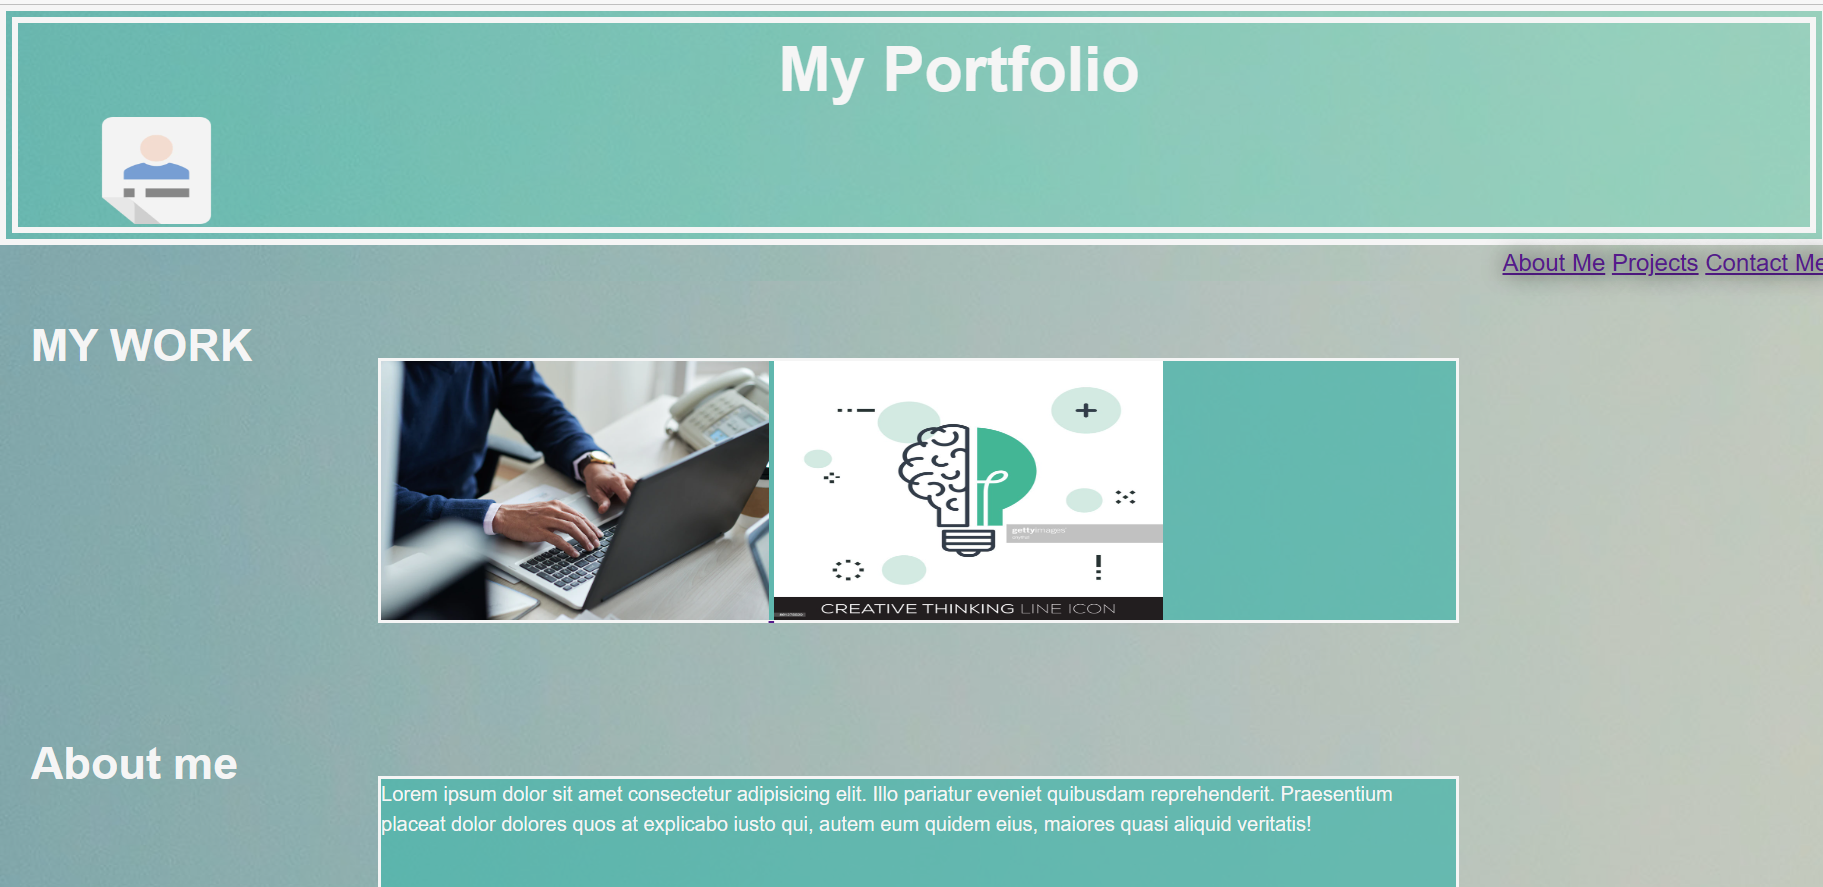 My Portfolio
About Me Projects Contact Me
MY WORK
gettyimages
CREATIVE THINKING LINE ICON
About me
Lorem ipsum dolor sit amet consectetur adipisicing elit. Illo pariatur eveniet quibusdam reprehenderit. Praesentium
placeat dolor dolores quos at explicabo iusto qui, autem eum quidem eius, maiores quasi aliquid veritatis!